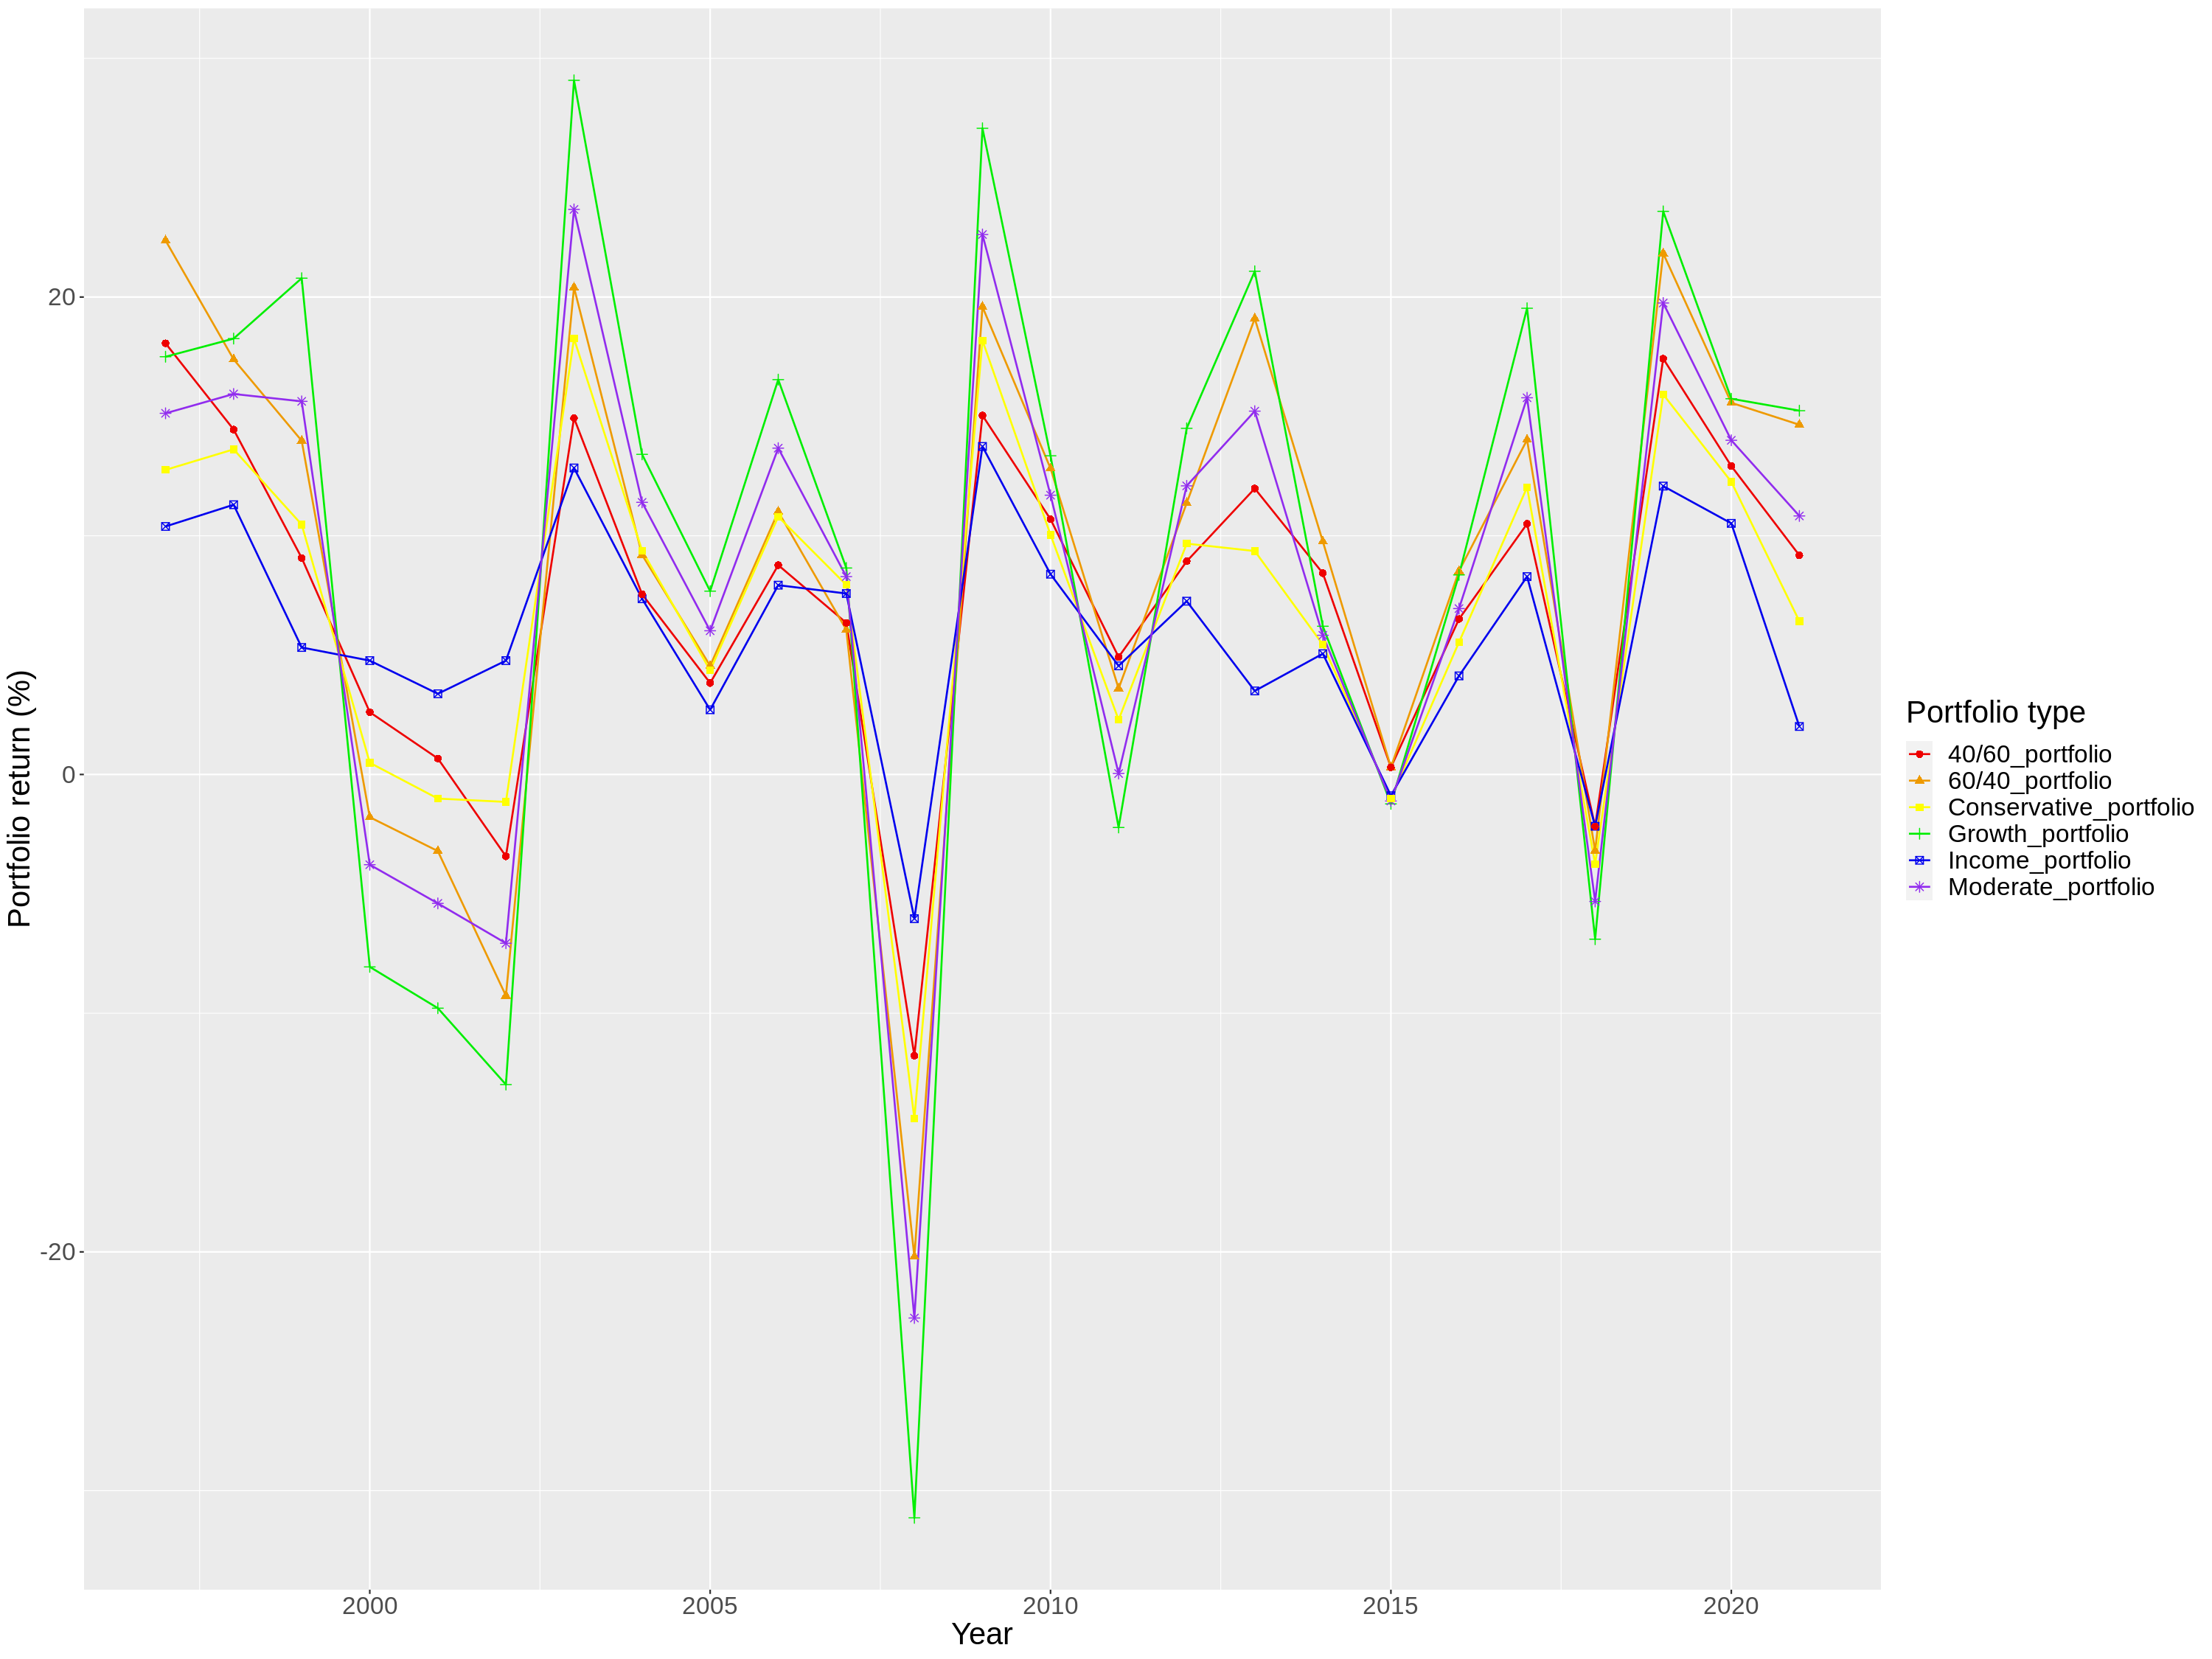 20
0
-20
Portfolio return (%)
2000
2005
2010
2015
2020
Year
Portfolio type
40/60_portfolio
60/40_portfolio
Conservative_portfolio
Growth_portfolio
Income_portfolio
Moderate_portfolio